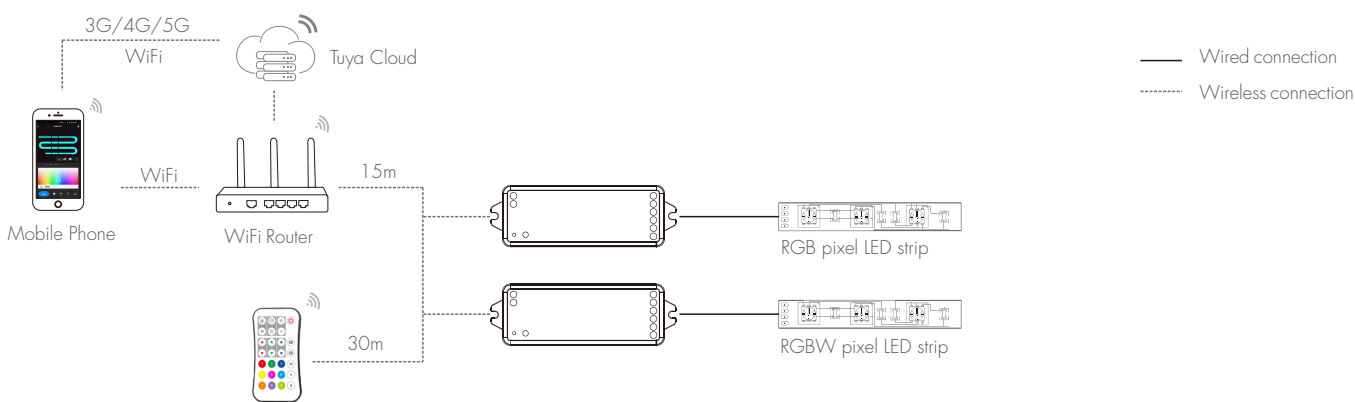 3G/4G/5G
WiFi
Tuya Cloud
Wired connection
Wireless connection
WiFi
15m
Mobile Phone
WiFi Router
RGB pixel LED strip
30m
RGBW pixel LED strip